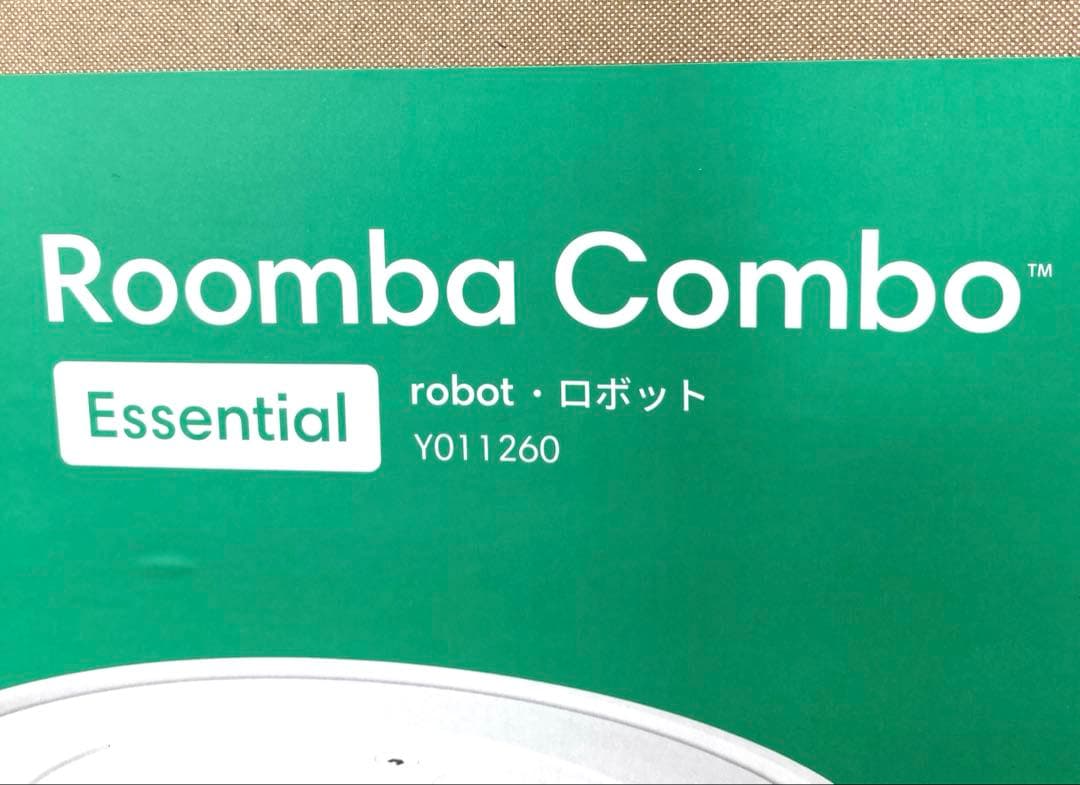 Roomba Combo™
Essential
robot・ロボット
Y011260